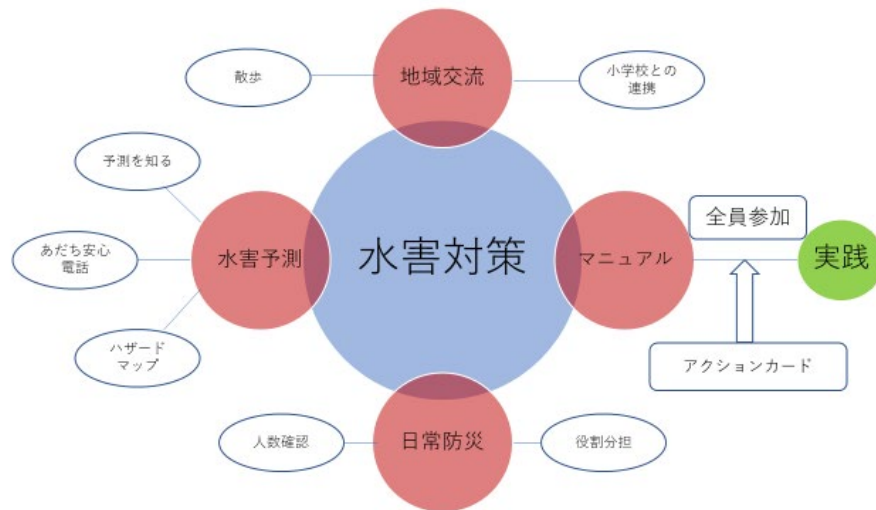 散歩
地域交流
小学校との
連携
予測を知る
あだち安心
電話
ハザード
マップ
水害予測
水害対策
マニュアル
全員参加
実践
アクションカード
人数確認
日常防災
役割分担